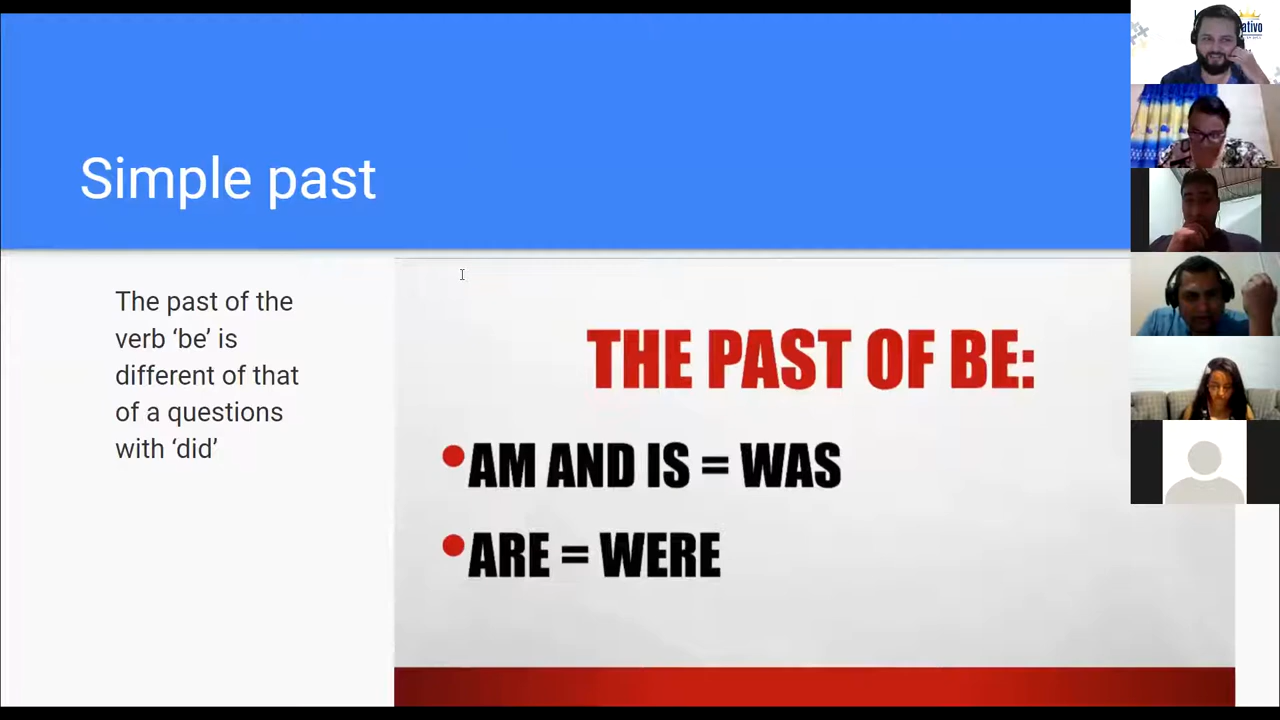 Simple past
The past of the
verb ‘be’ is
different of that
of a questions
with ‘did’
THE PAST OF BE:
AM AND IS = WAS
ARE = WERE